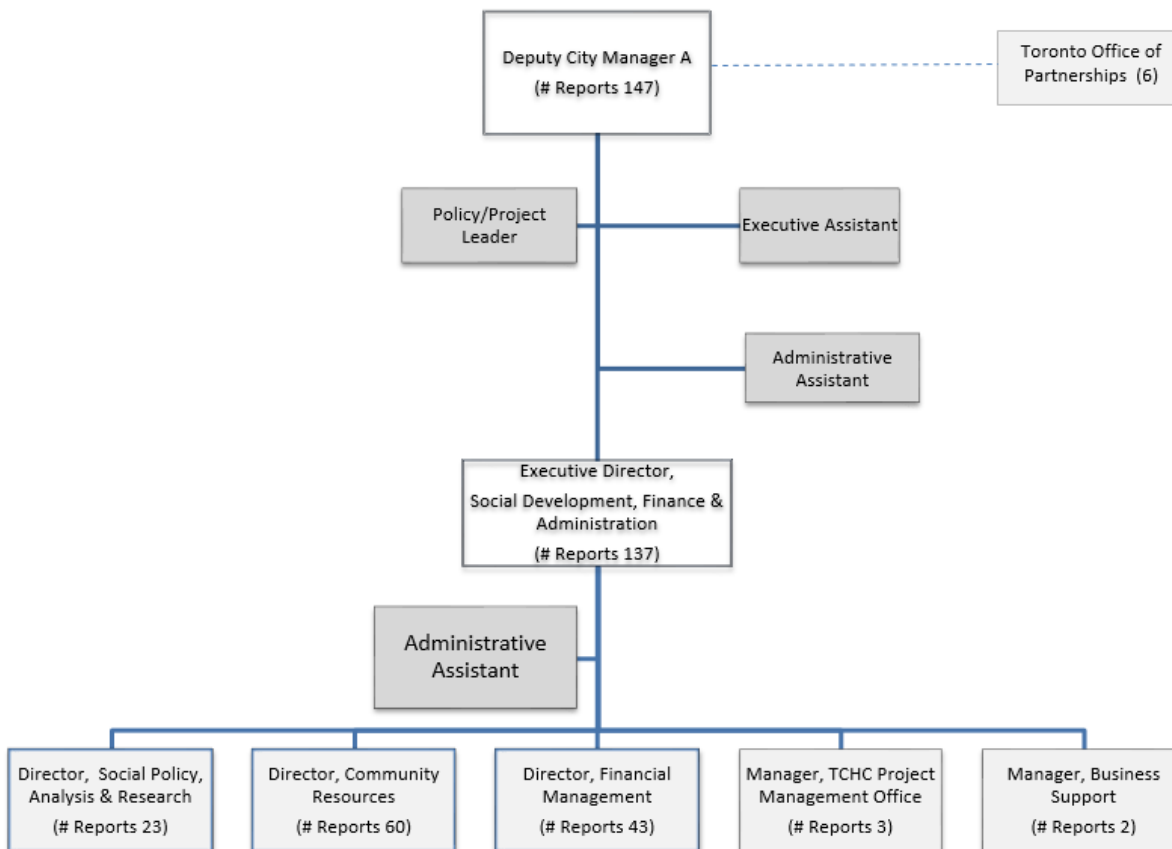 Deputy City Manager A
(# Reports 147)
Toronto Office of
Partnerships (6)
Policy/Project
Leader
Executive Assistant
Administrative
Assistant
Executive Director,
Social Development, Finance &
Administration
(# Reports 137)
Administrative
Assistant
Director, Social Policy,
Analysis & Research
(# Reports 23)
Director, Community
Resources
(# Reports 60)
Director, Financial
Management
(# Reports 43)
Manager, TCHC Project
Management Office
(# Reports 3)
Manager, Business
Support
(# Reports 2)